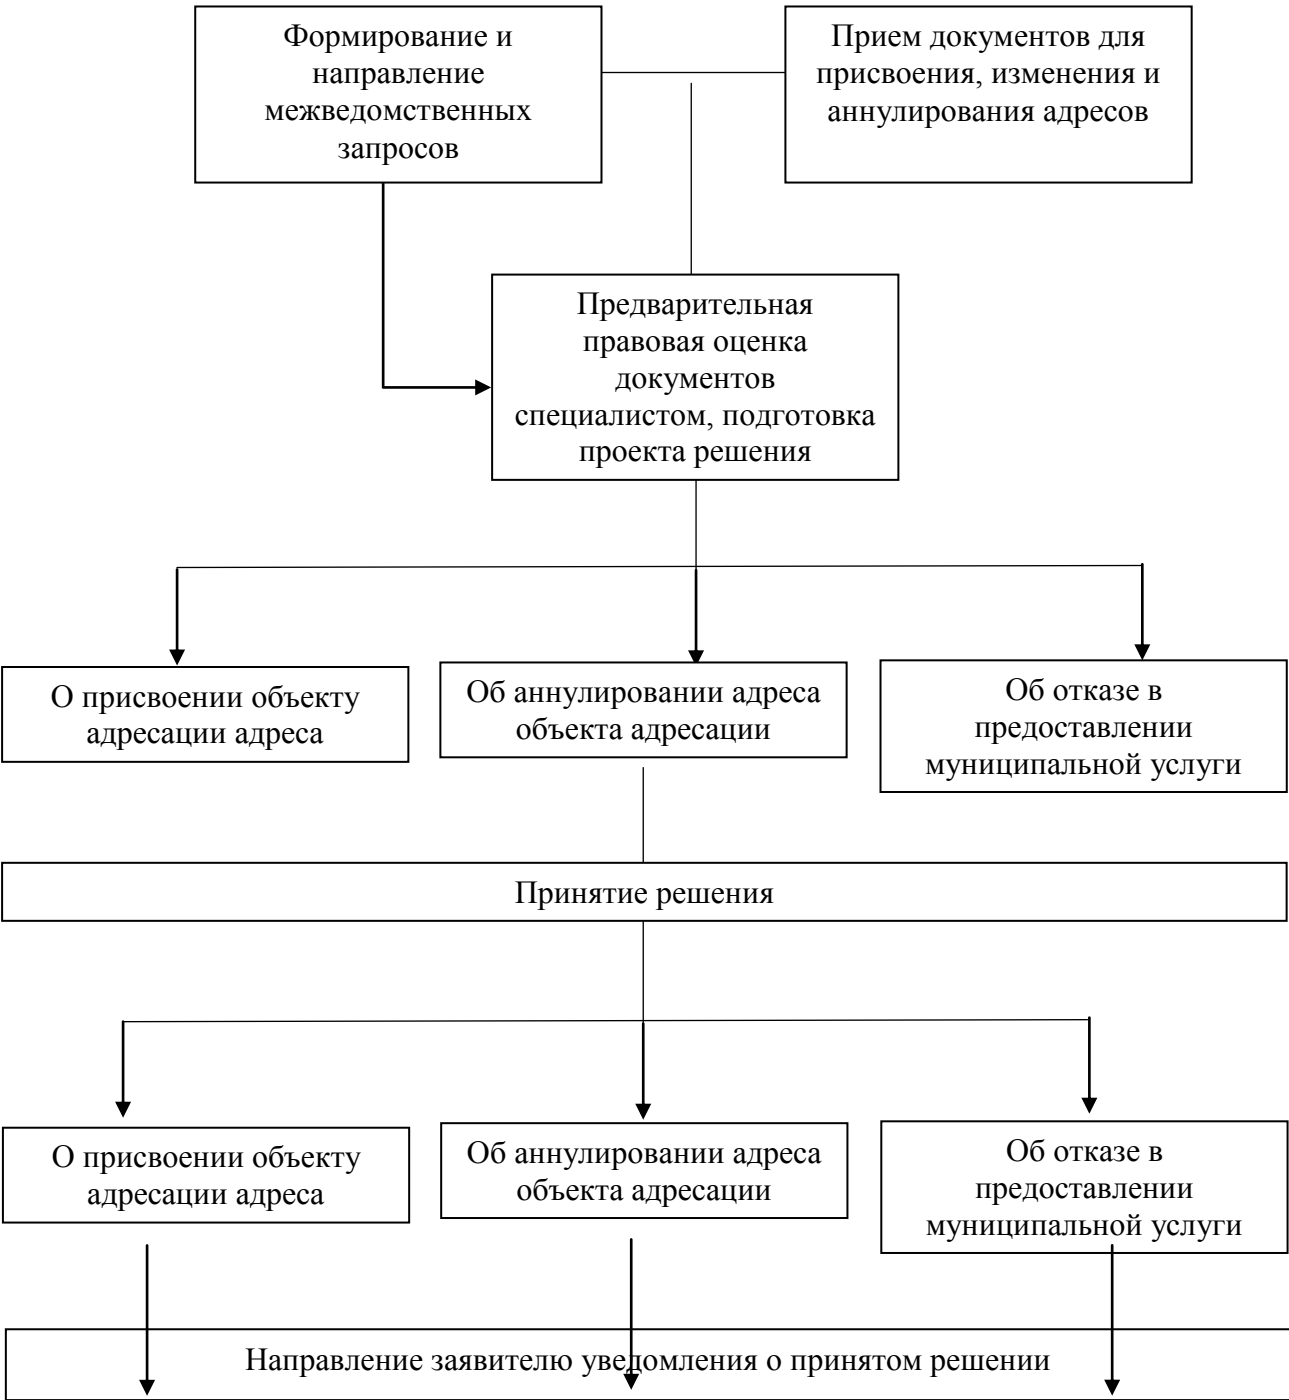 Формирование и
направление
межведомственных
запросов
Прием документов для
присвоения, изменения и
аннулирования адресов
Предварительная
правовая оценка
документов
специалистом, подготовка
проекта решения
О присвоении объекту
адресации адреса
Об аннулировании адреса
объекта адресации
Об отказе в
предоставлении
муниципальной услуги
Принятие решения
О присвоении объекту
адресации адреса
Об аннулировании адреса
объекта адресации
Об отказе в
предоставлении
муниципальной услуги
Направление заявителю уведомления о принятом решении